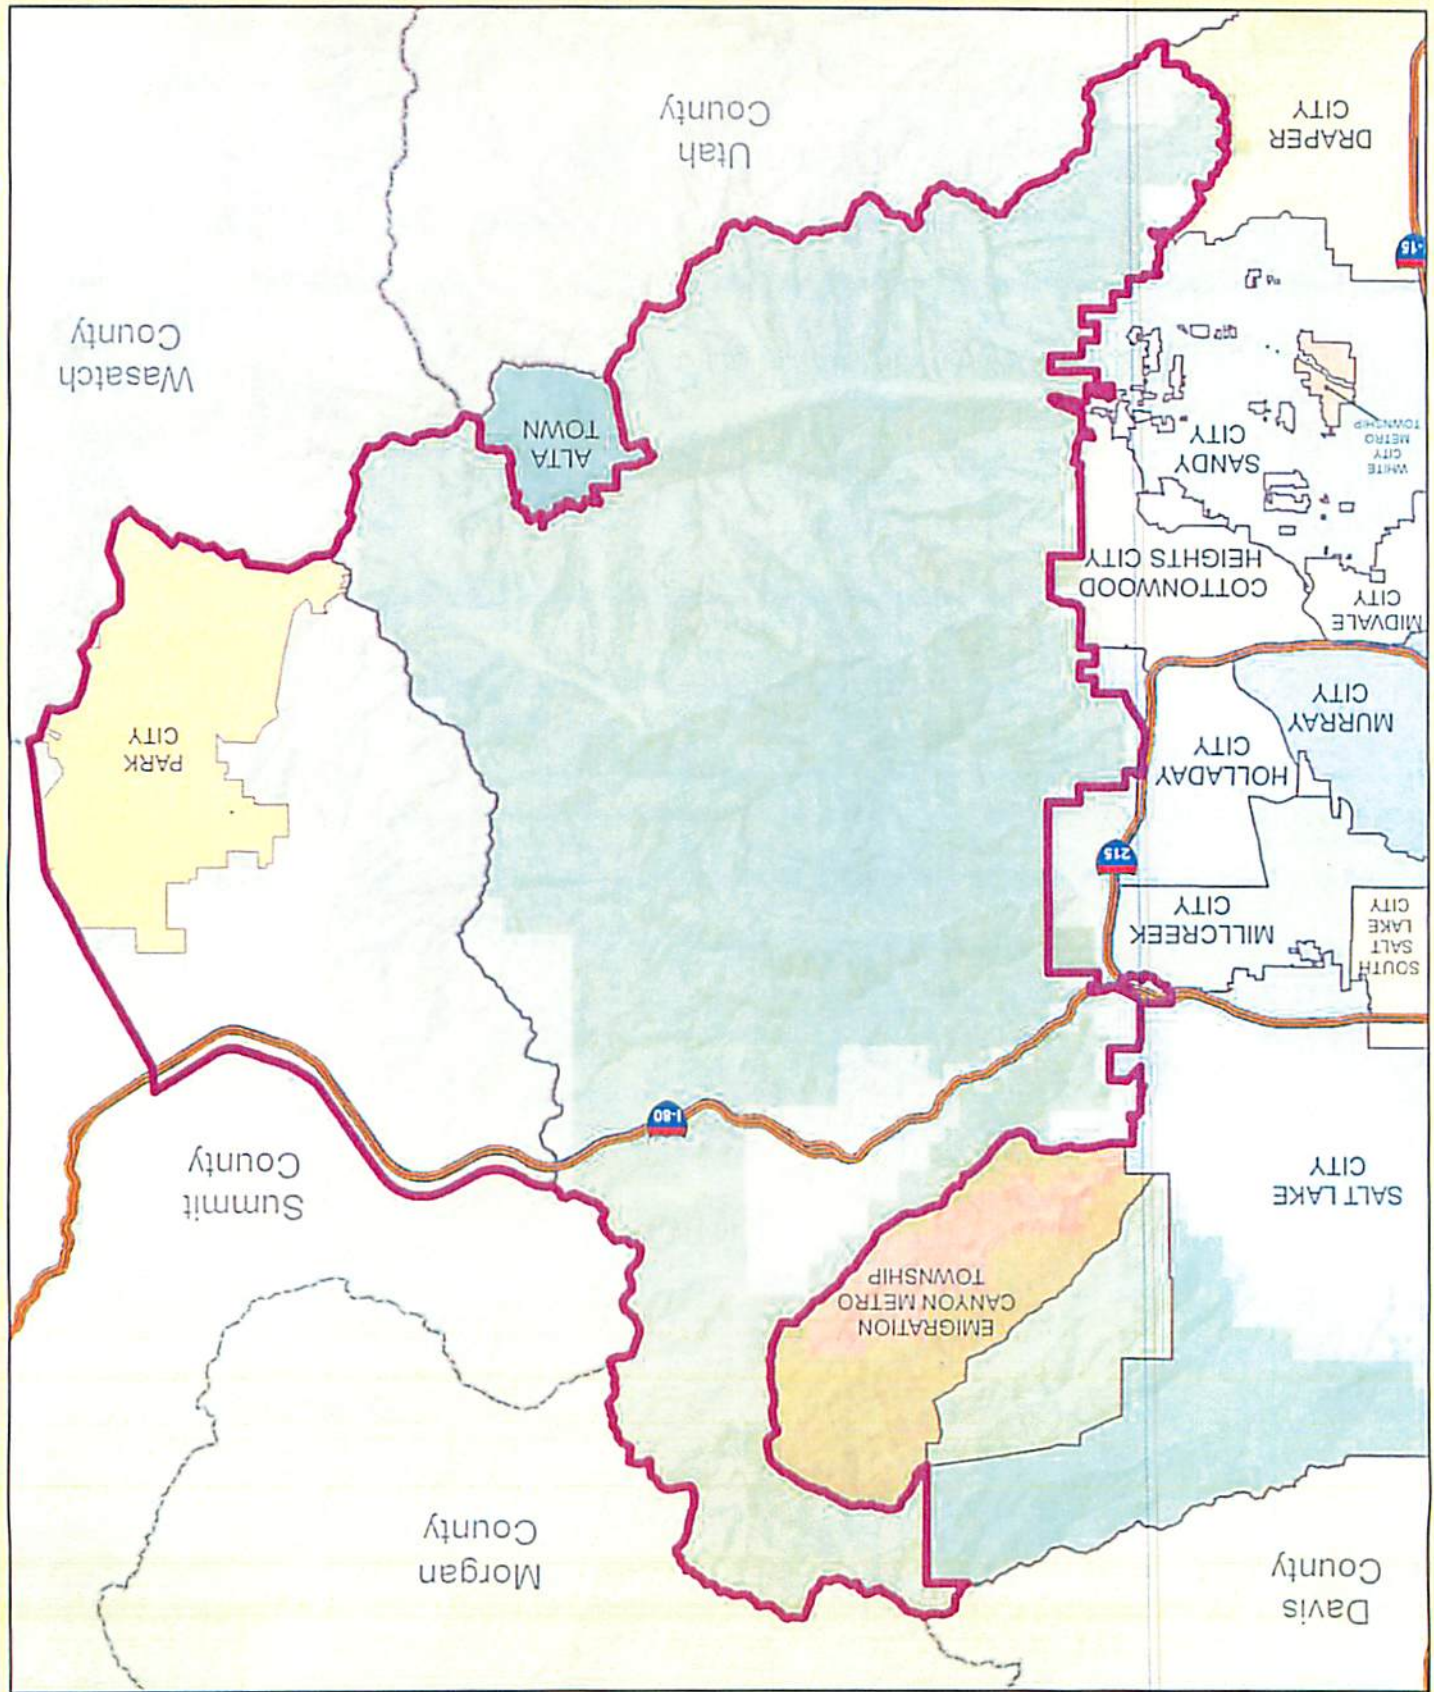 Davis
County
Morgan
County
EMIGRATION
CANYON METRO
TOWNSHIP
SALT LAKE
CITY
Summit
County
I-80
SOUTH
SALT
LAKE
CITY
MILLCREEK
CITY
215
HOLLADAY
CITY
PARK
CITY
MURRAY
CITY
MIDVALE
CITY
COTTONWOOD
HEIGHTS CITY
WHITE
CITY
METRO
TOWNSHIP
SANDY
CITY
ALTA
TOWN
Wasatch
County
-15
DRAPER
CITY
Utah
County